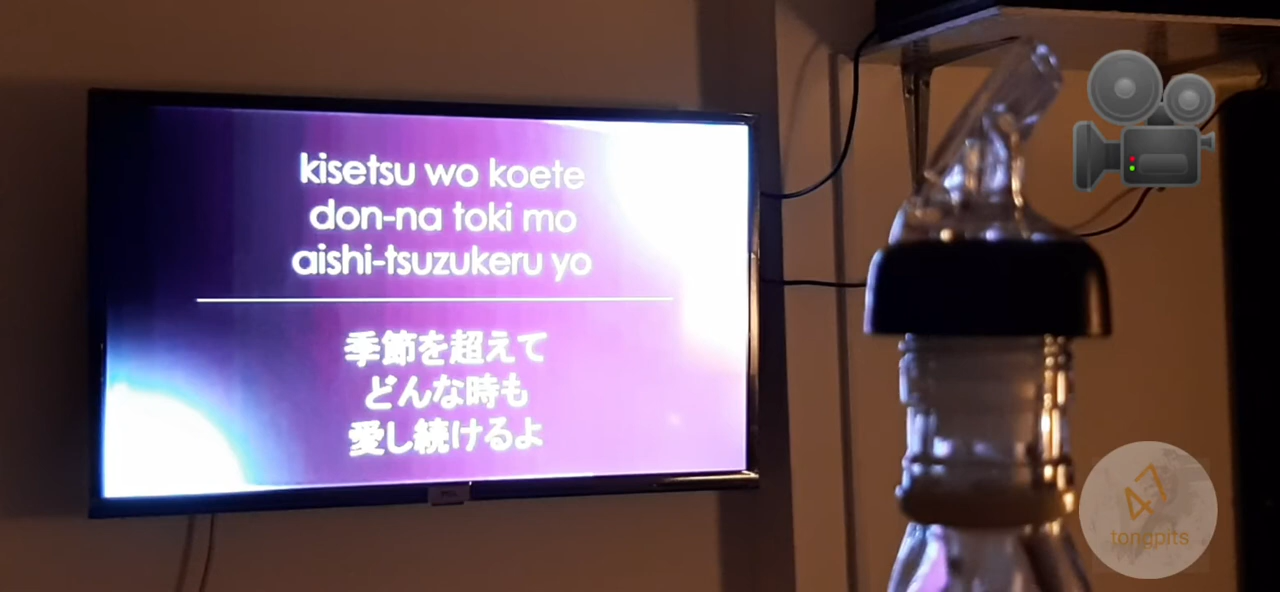 kisetsu wo koete
don-na toki mo
aishi-tsuzukeru yo
季節を超えて
どんな時も
愛し続けるよ
TCL
47
tongpits